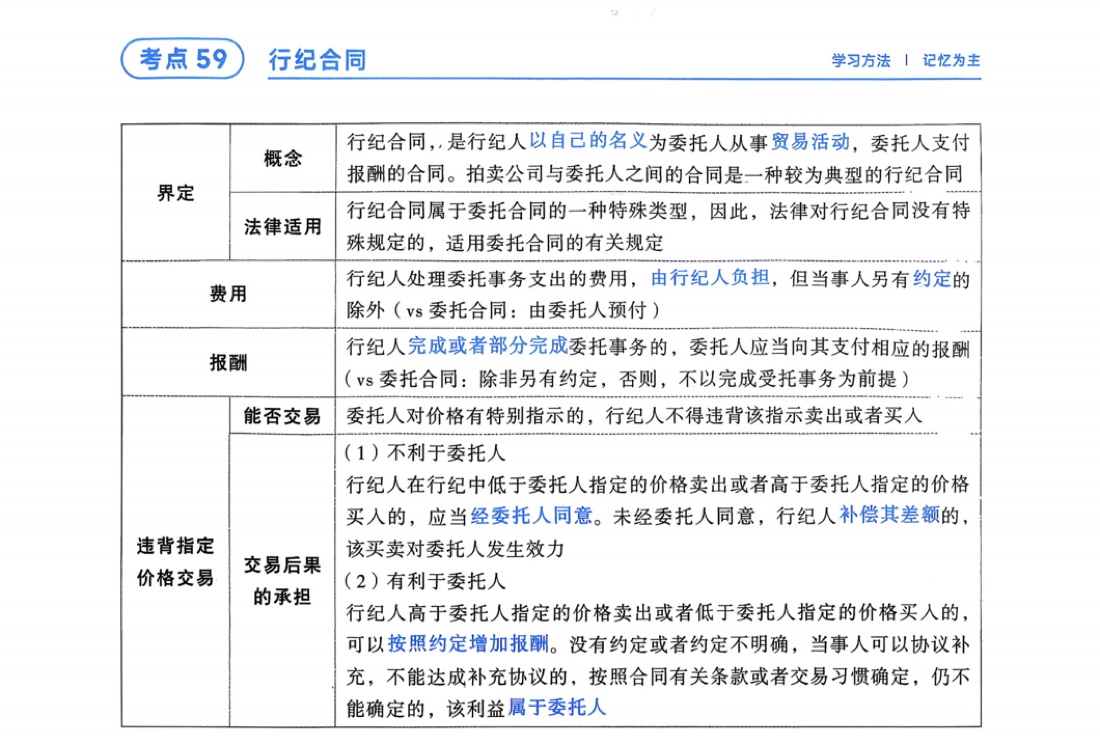 考点 59 行纪合同 学习方法 | 记忆为主
界定
概念
行纪合同，是行纪人以自己的名义为委托人从事贸易活动，委托人支付
报酬的合同。拍卖公司与委托人之间的合同是一种较为典型的行纪合同
法律适用
行纪合同属于委托合同的一种特殊类型，因此，法律对行纪合同没有特
殊规定的，适用委托合同的有关规定
费用
行纪人处理委托事务支出的费用，由行纪人负担，但当事人另有约定的
除外（vs 委托合同：由委托人预付）
报酬
行纪人完成或者部分完成委托事务的，委托人应当向其支付相应的报酬
（vs 委托合同：除非另有约定，否则，不以完成受托事务为前提）
违背指定
价格交易
能否交易
委托人对价格有特别指示的，行纪人不得违背该指示卖出或者买入
交易后果
的承担
（1）不利于委托人
行纪人在行纪中低于委托人指定的价格卖出或者高于委托人指定的价格
买入的，应当经委托人同意。未经委托人同意，行纪人补偿其差额的，
该买卖对委托人发生效力
（2）有利于委托人
行纪人高于委托人指定的价格卖出或者低于委托人指定的价格买入的，
可以按照约定增加报酬。没有约定或者约定不明确，当事人可以协议补
充，不能达成补充协议的，按照合同有关条款或者交易习惯确定，仍不
能确定的，该利益属于委托人